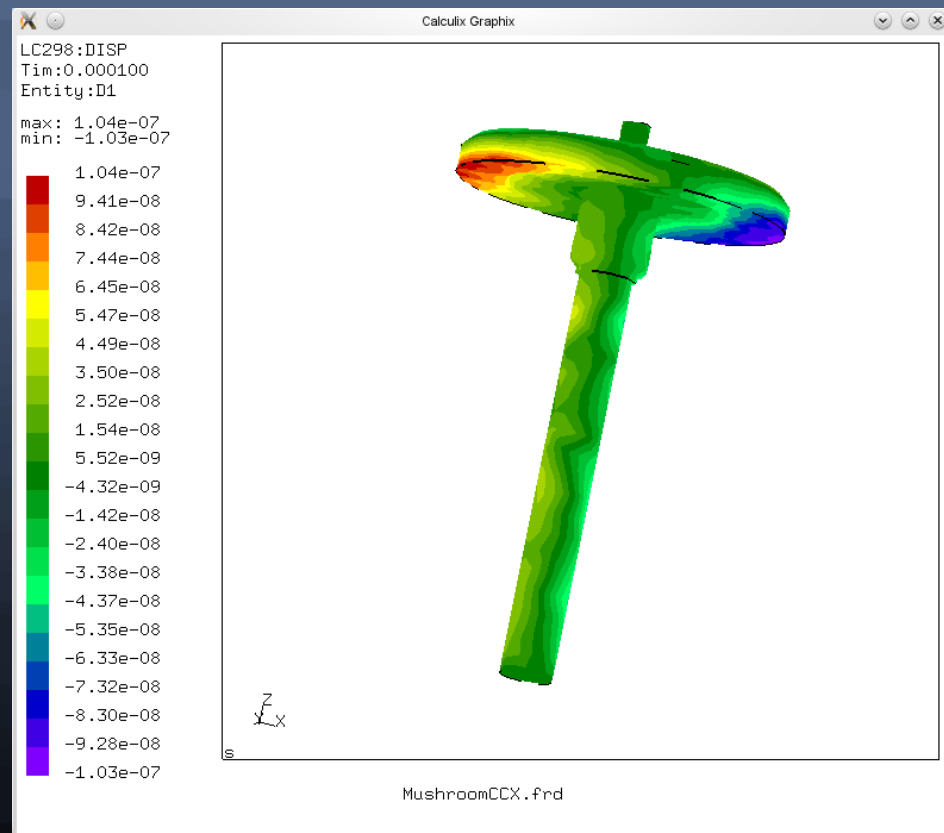 Calculix Graphix
LC298:DISP
Tim:0.000100
Entity:D1
max: 1.04e-07
min: -1.03e-07
1.04e-07
9.41e-08
8.42e-08
7.44e-08
6.45e-08
5.47e-08
4.49e-08
3.50e-08
2.52e-08
1.54e-08
5.52e-09
-4.32e-09
-1.42e-08
-2.40e-08
-3.38e-08
-4.37e-08
-5.35e-08
-6.33e-08
-7.32e-08
-8.30e-08
-9.28e-08
-1.03e-07
Z
Y X
s
MushroomCCX.frd